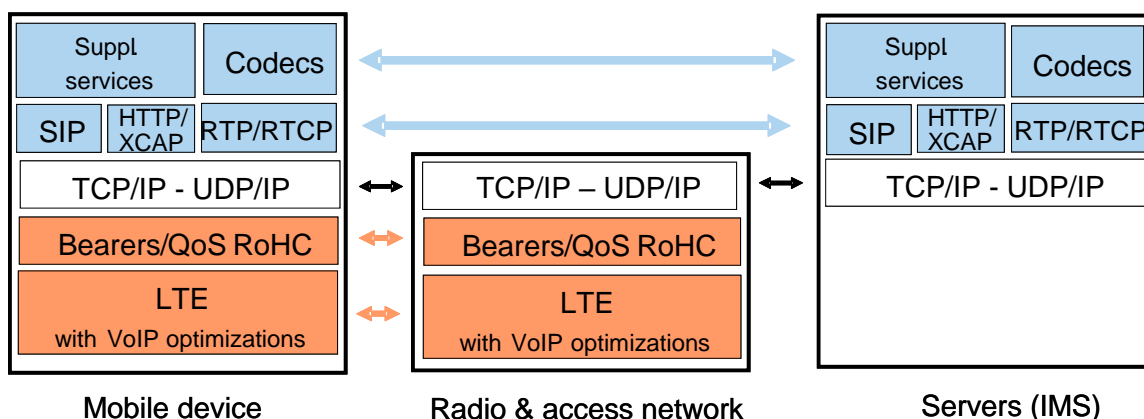 Suppl.
services
Codecs
SIP
HTTP/
XCAP
RTP/RTCP
TCP/IP - UDP/IP
Bearers/QoS RoHC
LTE
with VoIP optimizations
Mobile device
TCP/IP – UDP/IP
Bearers/QoS RoHC
LTE
with VoIP optimizations
Radio & access network
Suppl.
services
Codecs
SIP
HTTP/
XCAP
RTP/RTCP
TCP/IP - UDP/IP
Servers (IMS)